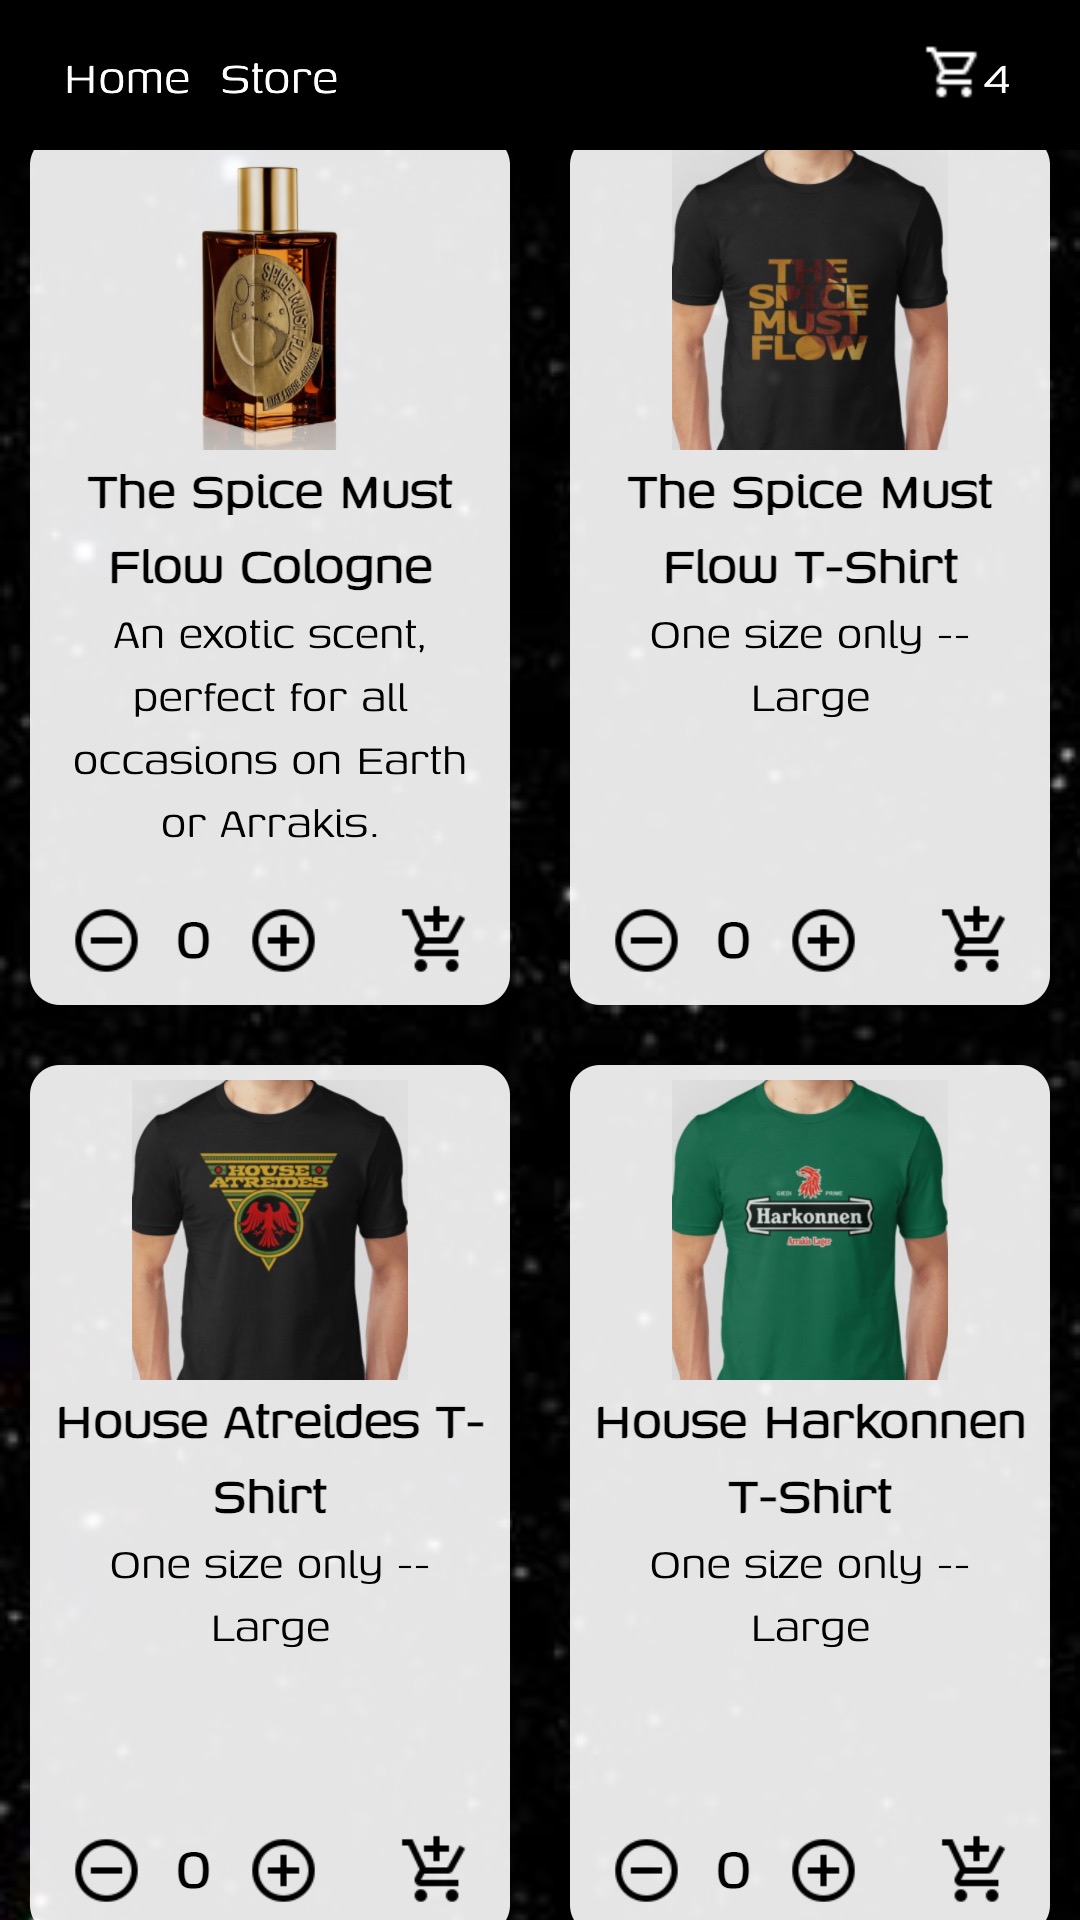 Home Store 4
SPICE MUST FLOW
THE
SPICE
MUST
FLOW
The Spice Must
Flow Cologne
An exotic scent,
perfect for all
occasions on Earth
or Arrakis.
0
The Spice Must
Flow T-Shirt
One size only --
Large
0
HOUSE
ATREIDES
House Atreides T-
Shirt
One size only --
Large
0
GIEDI PRIME
Harkonnen
Arrakis Lager
House Harkonnen
T-Shirt
One size only --
Large
0